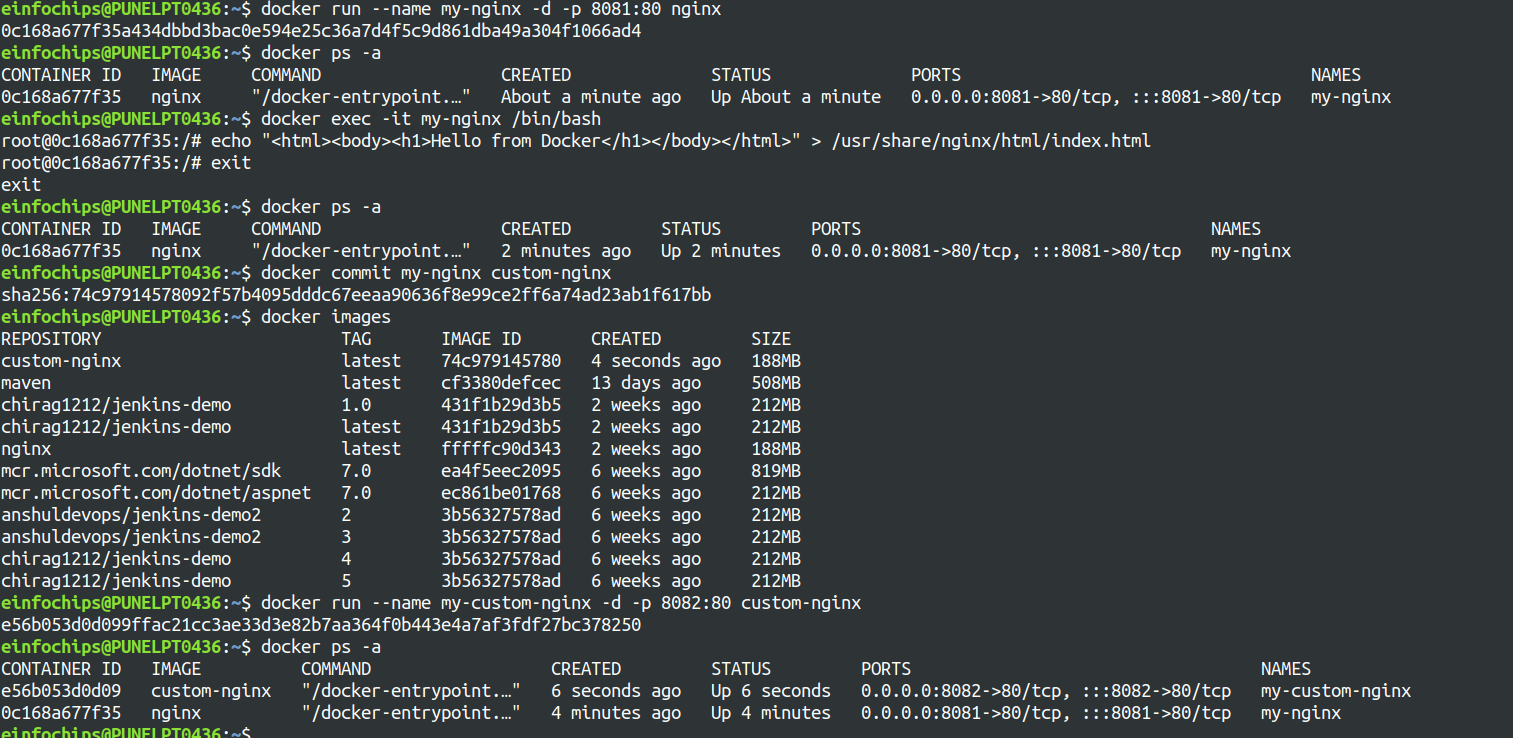 einfochips@PUNELPT0436:~$ docker run --name my-nginx -d -p 8081:80 nginx
0c168a677f35a434dbbd3bac0e594e25c36a7d4f5c9d861dba49a304f1066ad4
einfochips@PUNELPT0436:~$ docker ps -a
CONTAINER ID   IMAGE     COMMAND                  CREATED              STATUS              PORTS                                   NAMES
0c168a677f35   nginx     "/docker-entrypoint.…"   About a minute ago   Up About a minute   0.0.0.0:8081->80/tcp, :::8081->80/tcp   my-nginx
einfochips@PUNELPT0436:~$ docker exec -it my-nginx /bin/bash
root@0c168a677f35:/# echo "<html><body><h1>Hello from Docker</h1></body></html>" > /usr/share/nginx/html/index.html
root@0c168a677f35:/# exit
exit
einfochips@PUNELPT0436:~$ docker ps -a
CONTAINER ID   IMAGE     COMMAND                  CREATED         STATUS         PORTS                                   NAMES
0c168a677f35   nginx     "/docker-entrypoint.…"   2 minutes ago   Up 2 minutes   0.0.0.0:8081->80/tcp, :::8081->80/tcp   my-nginx
einfochips@PUNELPT0436:~$ docker commit my-nginx custom-nginx
sha256:74c97914578092f57b4095dddc67eeaa90636f8e99ce2ff6a74ad23ab1f617bb
einfochips@PUNELPT0436:~$ docker images
REPOSITORY                        TAG       IMAGE ID       CREATED         SIZE
custom-nginx                      latest    74c979145780   4 seconds ago   188MB
maven                             latest    cf3380defcec   13 days ago     508MB
chirag1212/jenkins-demo           1.0       431f1b29d3b5   2 weeks ago     212MB
chirag1212/jenkins-demo           latest    431f1b29d3b5   2 weeks ago     212MB
nginx                             latest    fffffc90d343   2 weeks ago     188MB
mcr.microsoft.com/dotnet/sdk      7.0       ea4f5eec2095   6 weeks ago     819MB
mcr.microsoft.com/dotnet/aspnet   7.0       ec861be01768   6 weeks ago     212MB
anshuldevops/jenkins-demo2        2         3b56327578ad   6 weeks ago     212MB
anshuldevops/jenkins-demo2        3         3b56327578ad   6 weeks ago     212MB
chirag1212/jenkins-demo           4         3b56327578ad   6 weeks ago     212MB
chirag1212/jenkins-demo           5         3b56327578ad   6 weeks ago     212MB
einfochips@PUNELPT0436:~$ docker run --name my-custom-nginx -d -p 8082:80 custom-nginx
e56b053d0d099ffac21cc3ae33d3e82b7aa364f0b443e4a7af3fdf27bc378250
einfochips@PUNELPT0436:~$ docker ps -a
CONTAINER ID   IMAGE          COMMAND                  CREATED         STATUS         PORTS                                   NAMES
e56b053d0d09   custom-nginx   "/docker-entrypoint.…"   6 seconds ago   Up 6 seconds   0.0.0.0:8082->80/tcp, :::8082->80/tcp   my-custom-nginx
0c168a677f35   nginx          "/docker-entrypoint.…"   4 minutes ago   Up 4 minutes   0.0.0.0:8081->80/tcp, :::8081->80/tcp   my-nginx
einfochips@PUNELPT0436:~$